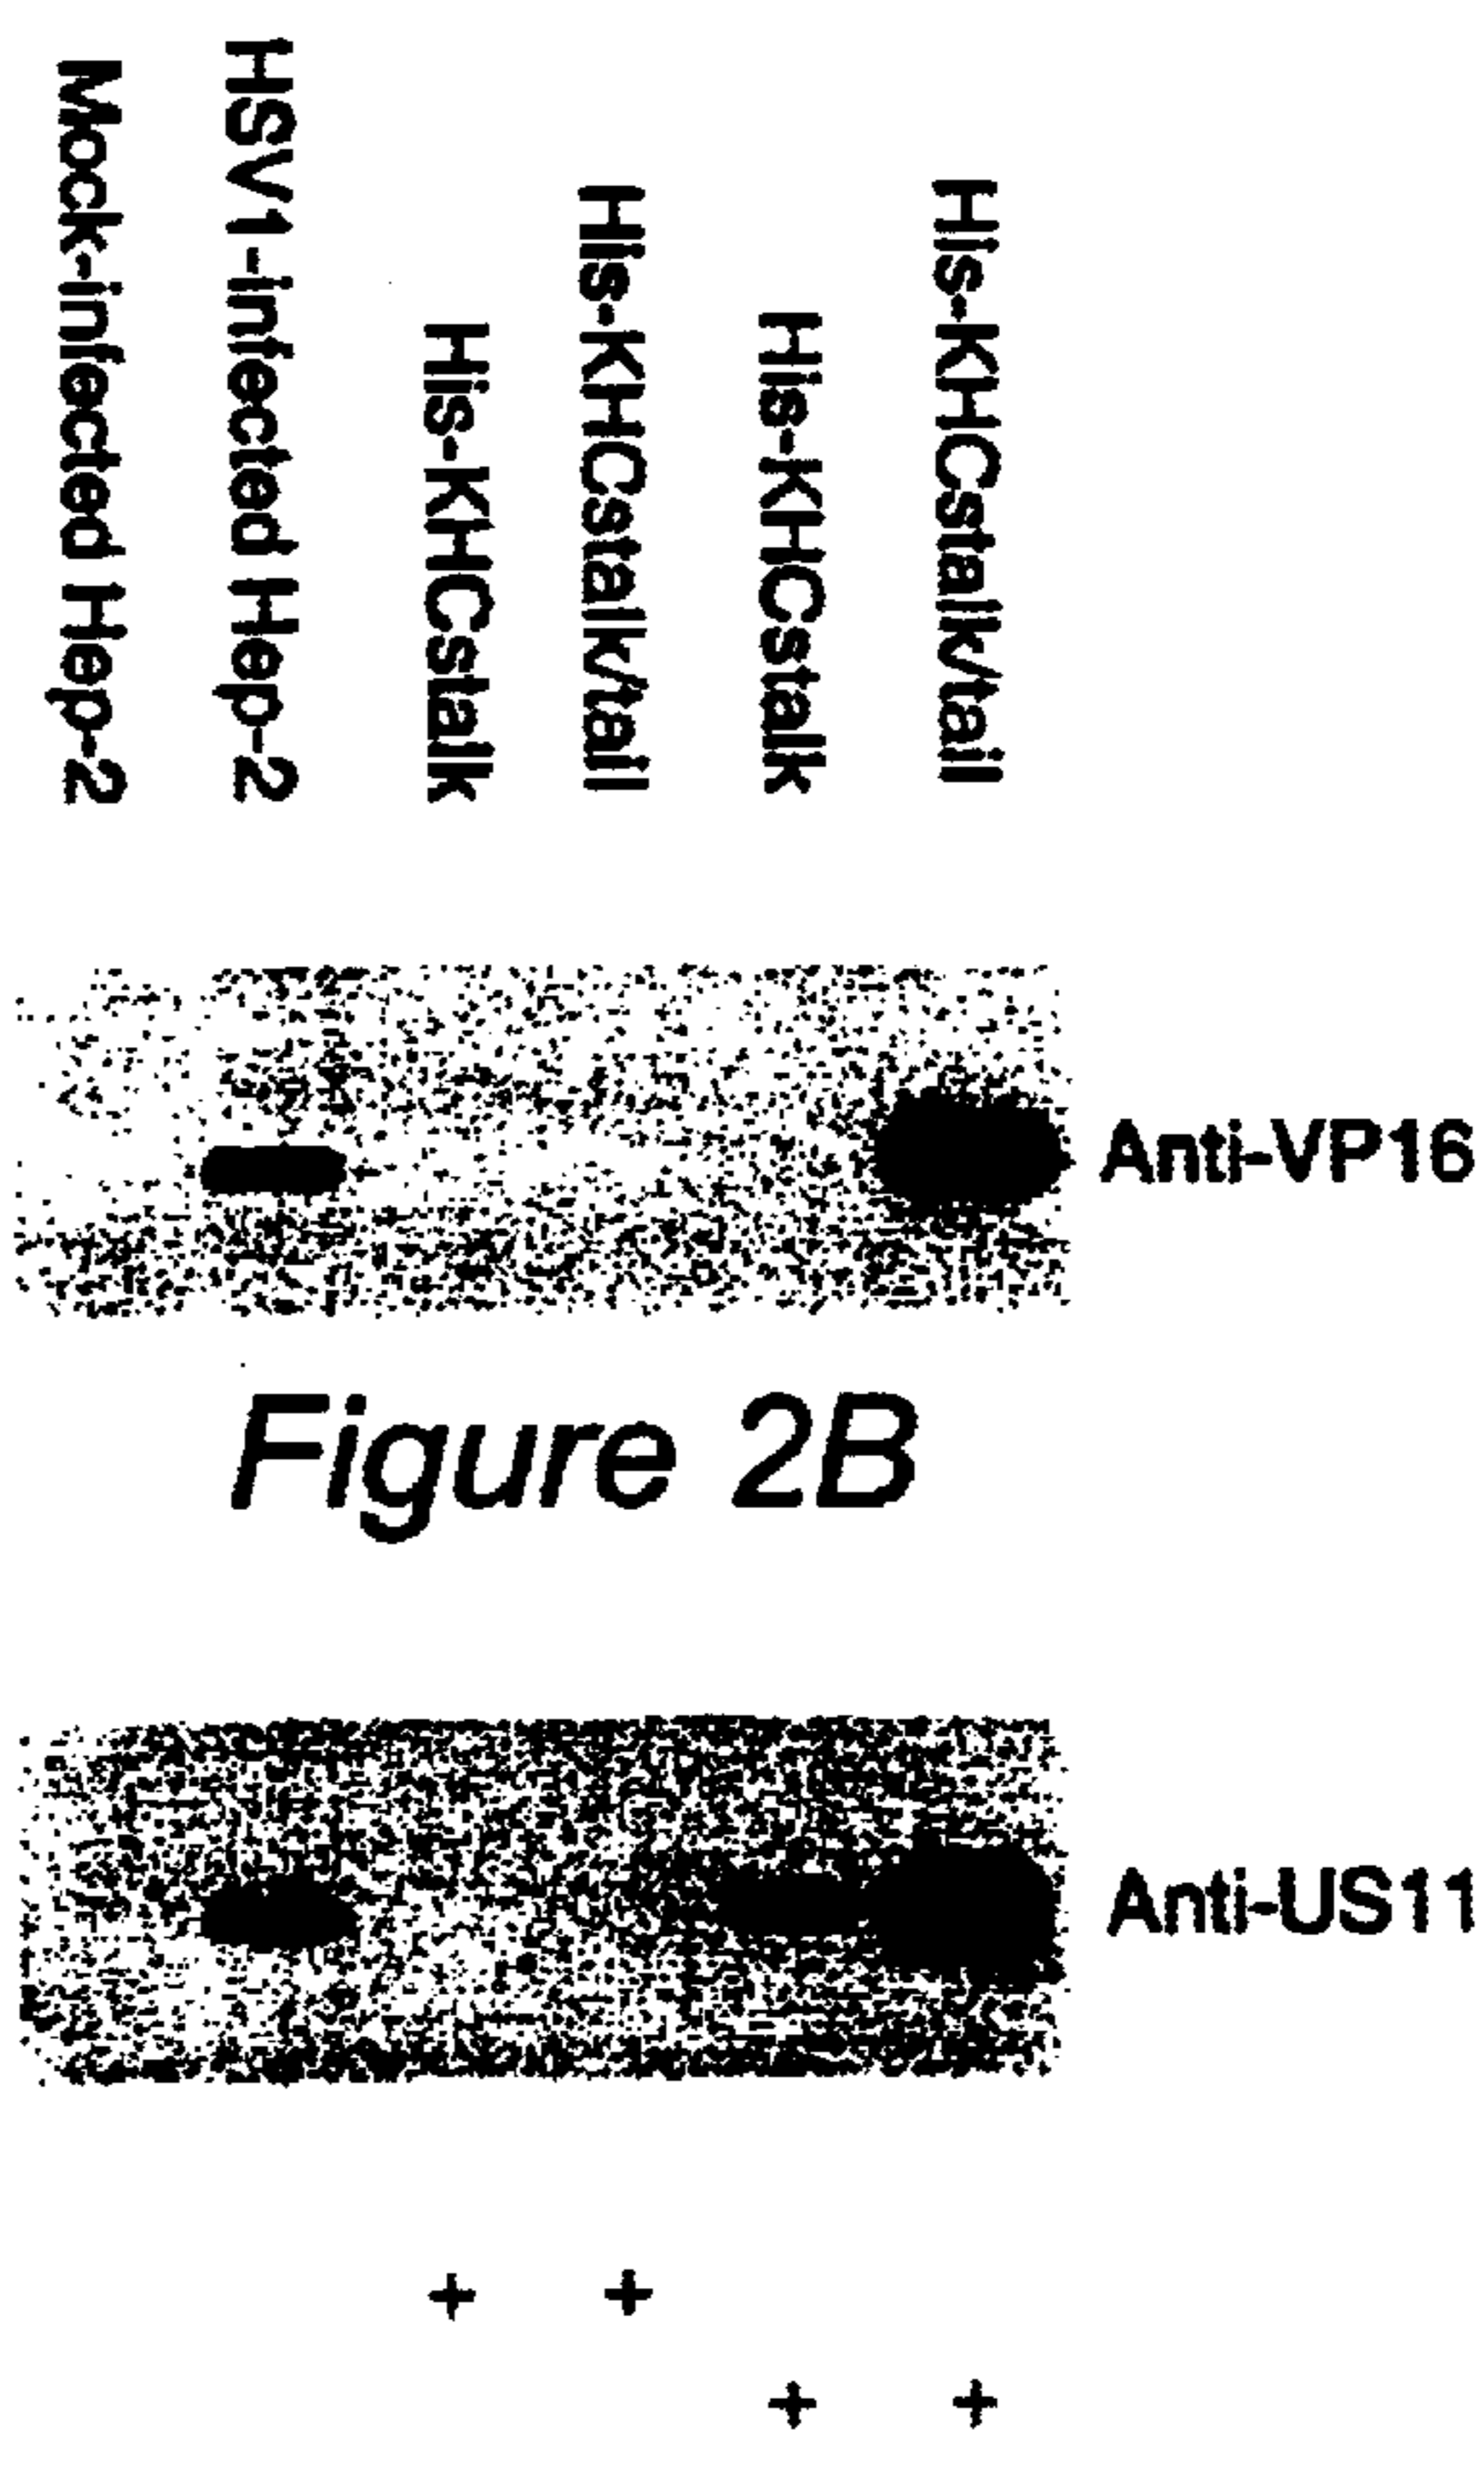 Mock-infected Hep-2
HSV1-infected Hep-2
His-KHCstalk
His-KHCstalk/tail
His-KHCstalk
His-KHCstalk/tail
Anti-VP16
Figure 2B
Anti-US11
+ +
+ +